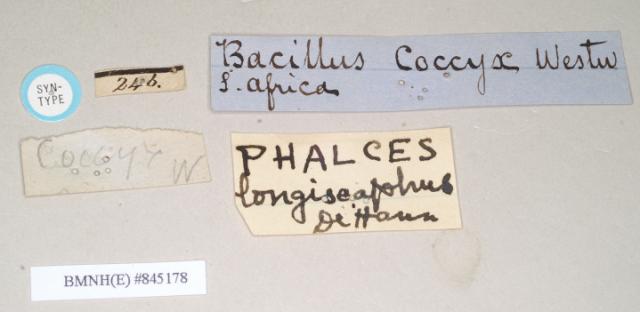 SYN-
TYPE
246.
Bacillus Coccyx Westw
S. africa
Coccyx
W
PHALCES
longiscaphus
De Haan
BMNH(E) #845178